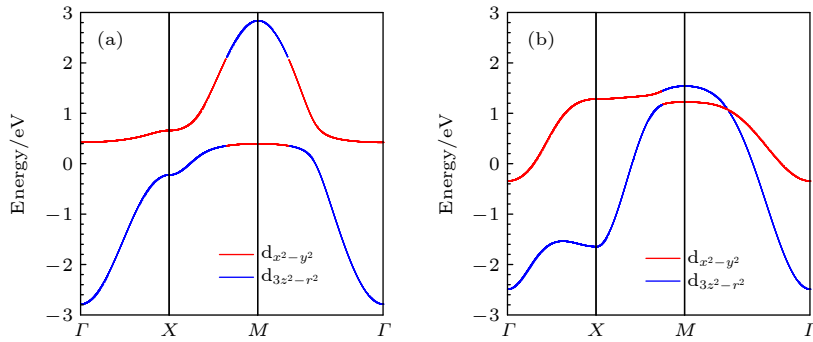 (a)
Energy/eV
3
2
1
0
−1
−2
−3
Γ X M Γ
d_{x²−y²}
d_{3z²−r²}
(b)
Energy/eV
3
2
1
0
−1
−2
−3
Γ X M Γ
d_{x²−y²}
d_{3z²−r²}